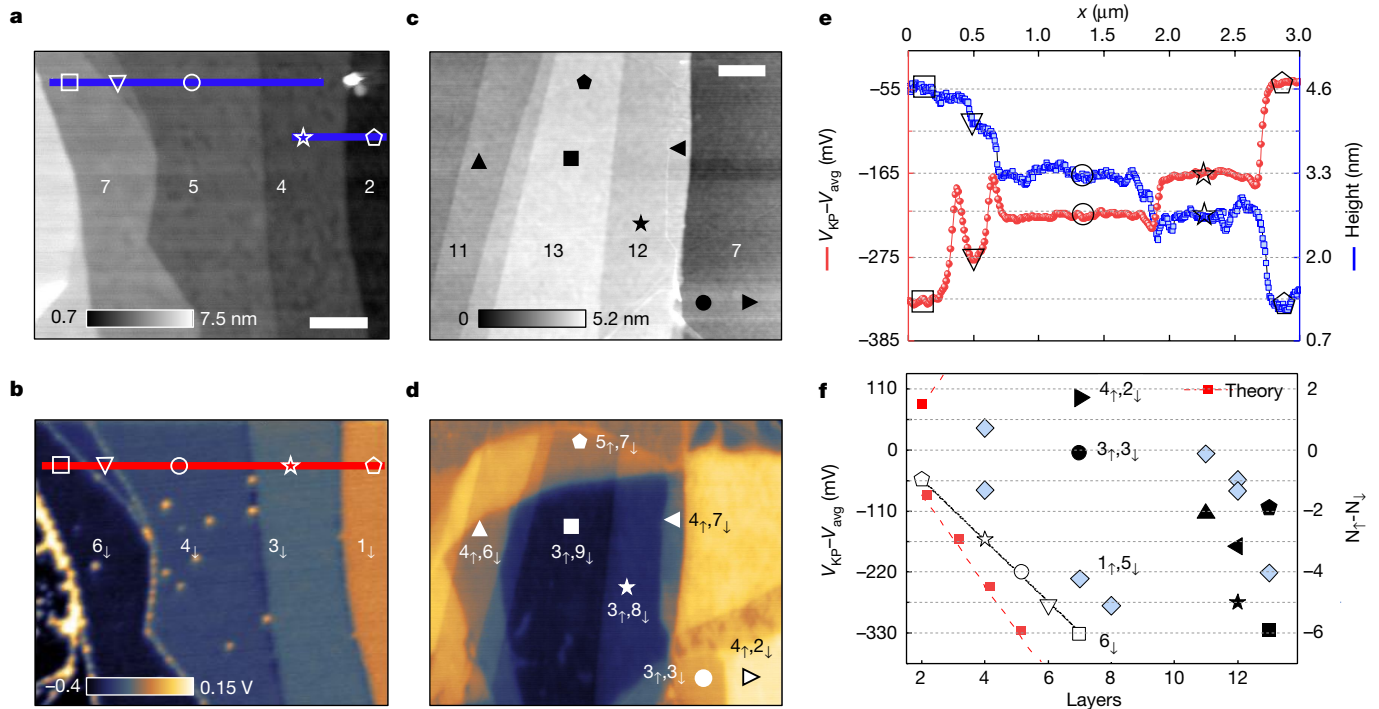 a
7
5
4
2
0.7
7.5 nm
b
6↓
4↓
3↓
1↓
−0.4
0.15 V
c
11
13
12
7
0
5.2 nm
d
5↑,7↓
4↑,6↓
3↑,9↓
4↑,7↓
3↑,8↓
4↑,2↓
3↑,3↓
e
x (μm)
0 0.5 1.0 1.5 2.0 2.5 3.0
−55 4.6
−165 3.3
−275 2.0
−385 0.7
VKP−Vavg (mV)
Height (nm)
f
110 4↑,2↓ Theory 2
0 3↑,3↓ 0
−110 −2
−220 1↑,5↓ −4
−330 6↓ −6
VKP−Vavg (mV)
N↑-N↓
2 4 6 8 10 12
Layers